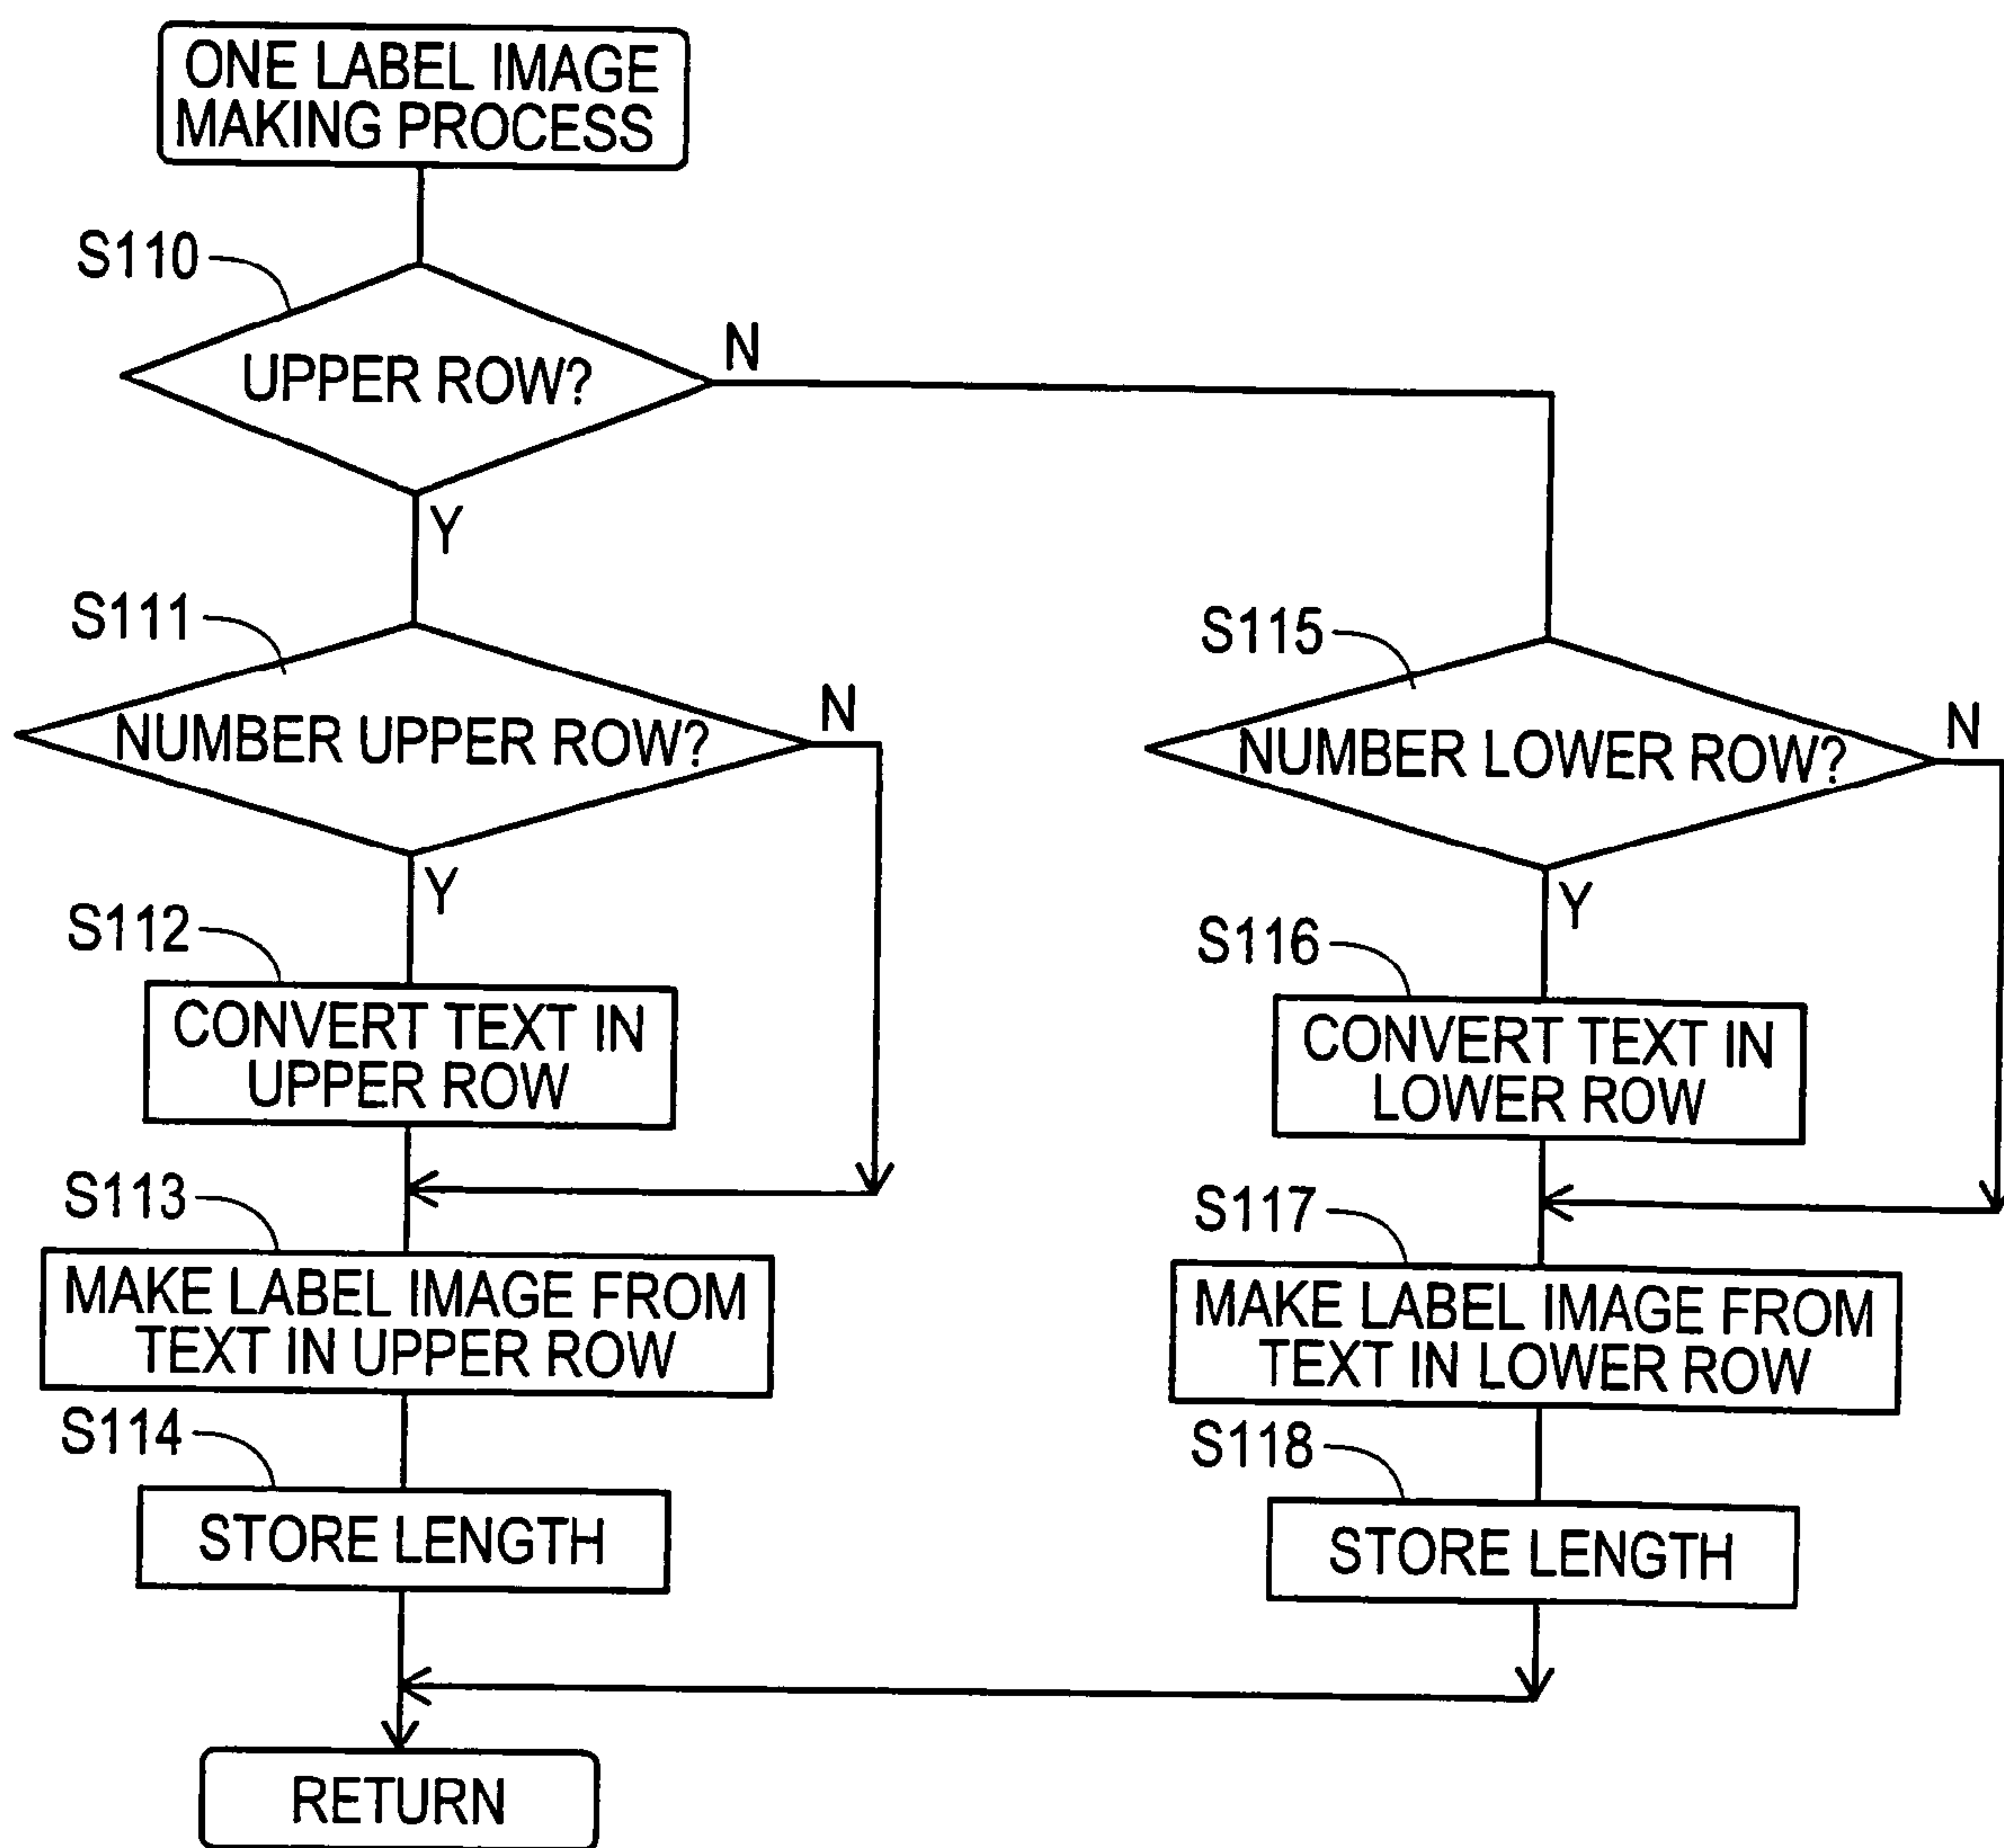 ONE LABEL IMAGE
MAKING PROCESS
S110
UPPER ROW?
N
Y
S111
NUMBER UPPER ROW?
N
Y
S112
CONVERT TEXT IN
UPPER ROW
S113
MAKE LABEL IMAGE FROM
TEXT IN UPPER ROW
S114
STORE LENGTH
S115
NUMBER LOWER ROW?
N
Y
S116
CONVERT TEXT IN
LOWER ROW
S117
MAKE LABEL IMAGE FROM
TEXT IN LOWER ROW
S118
STORE LENGTH
RETURN